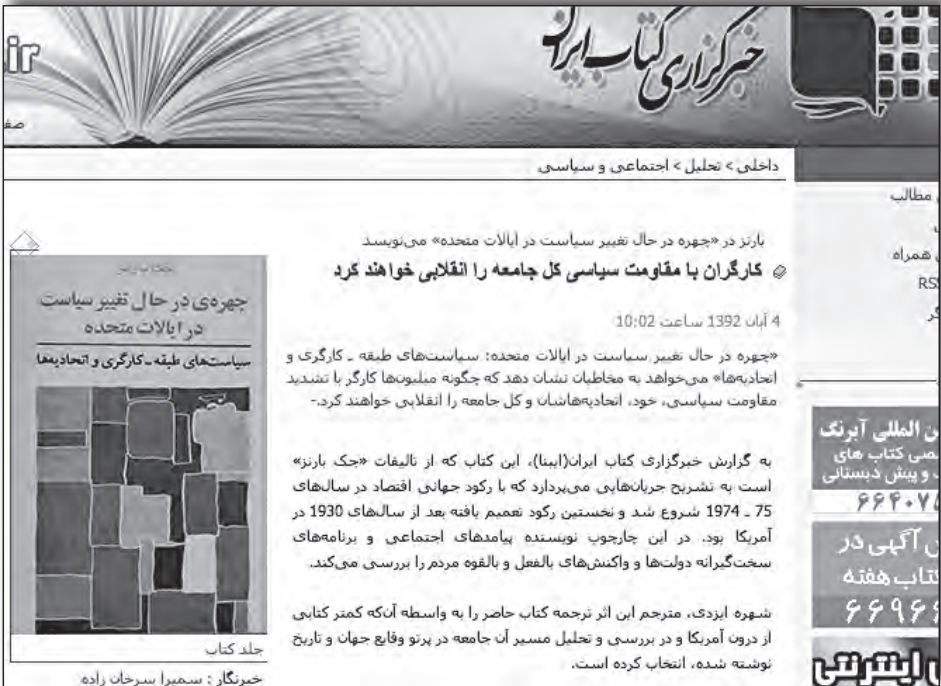 .ir
صف
خبرگزاری کتاب ایران
داخلی > تحلیل > اجتماعی و سیاسی
بارنز در «چهره در حال تغییر سیاست در ایالات متحده» می‌نویسد
کارگران با مقاومت سیاسی کل جامعه را انقلابی خواهند کرد
4 آبان 1392 ساعت 10:02
«چهره در حال تغییر سیاست در ایالات متحده: سیاست‌های طبقه ـ کارگری و
اتحادیه‌ها» می‌خواهد به مخاطبان نشان دهد که چگونه میلیون‌ها کارگر با تشدید
مقاومت سیاسی، خود، اتحادیه‌هاشان و کل جامعه را انقلابی خواهند کرد.-
به گزارش خبرگزاری کتاب ایران(ایبنا)، این کتاب که از تالیفات «جک بارنز»
است به تشریح جریان‌هایی می‌پردازد که با رکود جهانی اقتصاد در سال‌های
75 ـ 1974 شروع شد و نخستین رکود تعمیم یافته بعد از سال‌های 1930 در
آمریکا بود. در این چارچوب نویسنده پیامدهای اجتماعی و برنامه‌های
سخت‌گیرانه دولت‌ها و واکنش‌های بالفعل و بالقوه مردم را بررسی می‌کند.
شهره ایزدی، مترجم این اثر ترجمه کتاب حاضر را به واسطه آن‌که کمتر کتابی
از درون آمریکا و در بررسی و تحلیل مسیر آن جامعه در پرتو وقایع جهان و تاریخ
نوشته شده، انتخاب کرده است.
جک بارنز
چهره‌ی در حال تغییر سیاست
در ایالات متحده
سیاست‌های طبقه ـ کارگری و اتحادیه‌ها
جلد کتاب
خبرنگار : سمیرا سرخان زاده
مطالب
همراه
RSS
گر
ن المللی آبرنگ
صصی کتاب های
و پیش دبستانی
۶۶۴۰۷۵
آگهی در
کتاب هفته
۶۶۹۶۶
اینترنتی